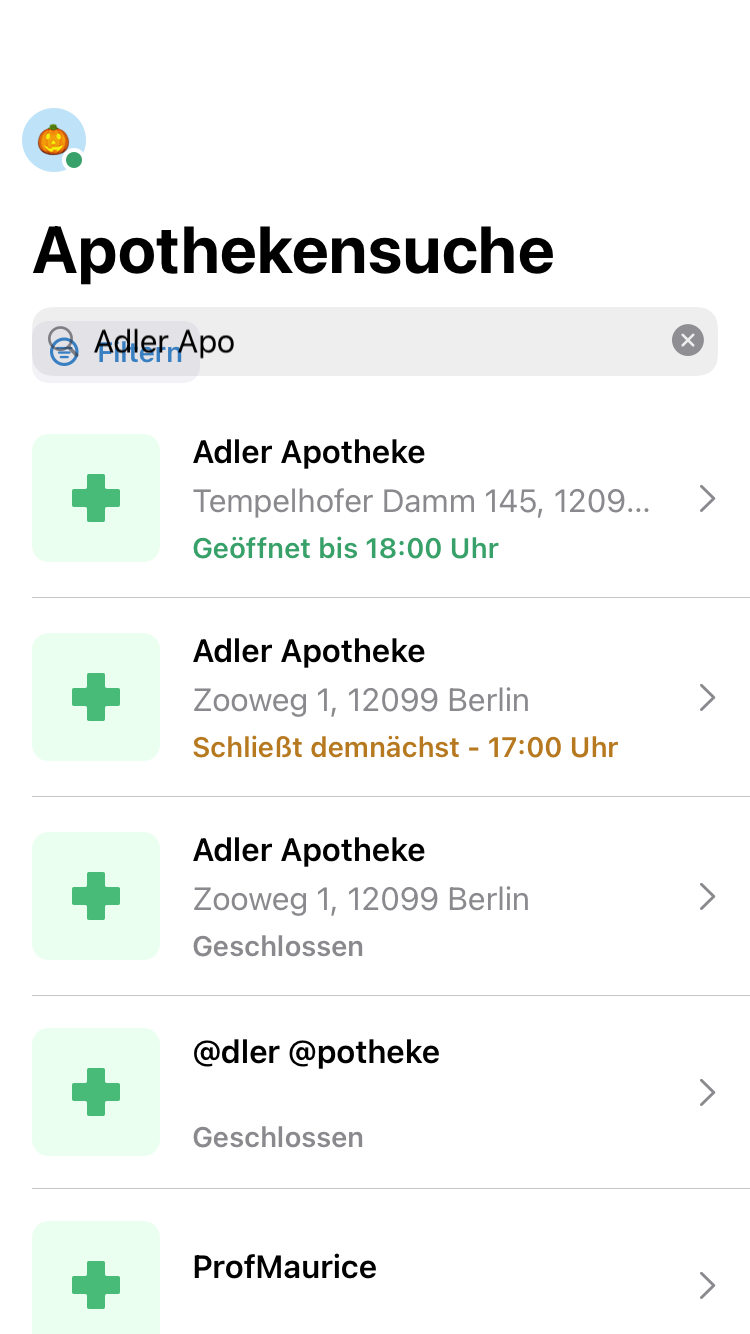 Apothekensuche
Adler Apo
Filtern
Adler Apotheke
Tempelhofer Damm 145, 1209...
Geöffnet bis 18:00 Uhr
Adler Apotheke
Zooweg 1, 12099 Berlin
Schließt demnächst - 17:00 Uhr
Adler Apotheke
Zooweg 1, 12099 Berlin
Geschlossen
@dler @potheke
Geschlossen
ProfMaurice